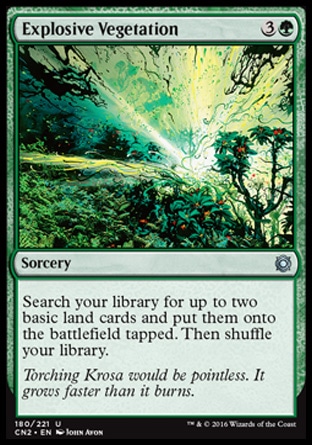 Explosive Vegetation 3
Sorcery
Search your library for up to two
basic land cards and put them onto
the battlefield tapped. Then shuffle
your library.
Torching Krosa would be pointless. It
grows faster than it burns.
180/221 U
CN2 • EN John Avon
™ & © 2016 Wizards of the Coast